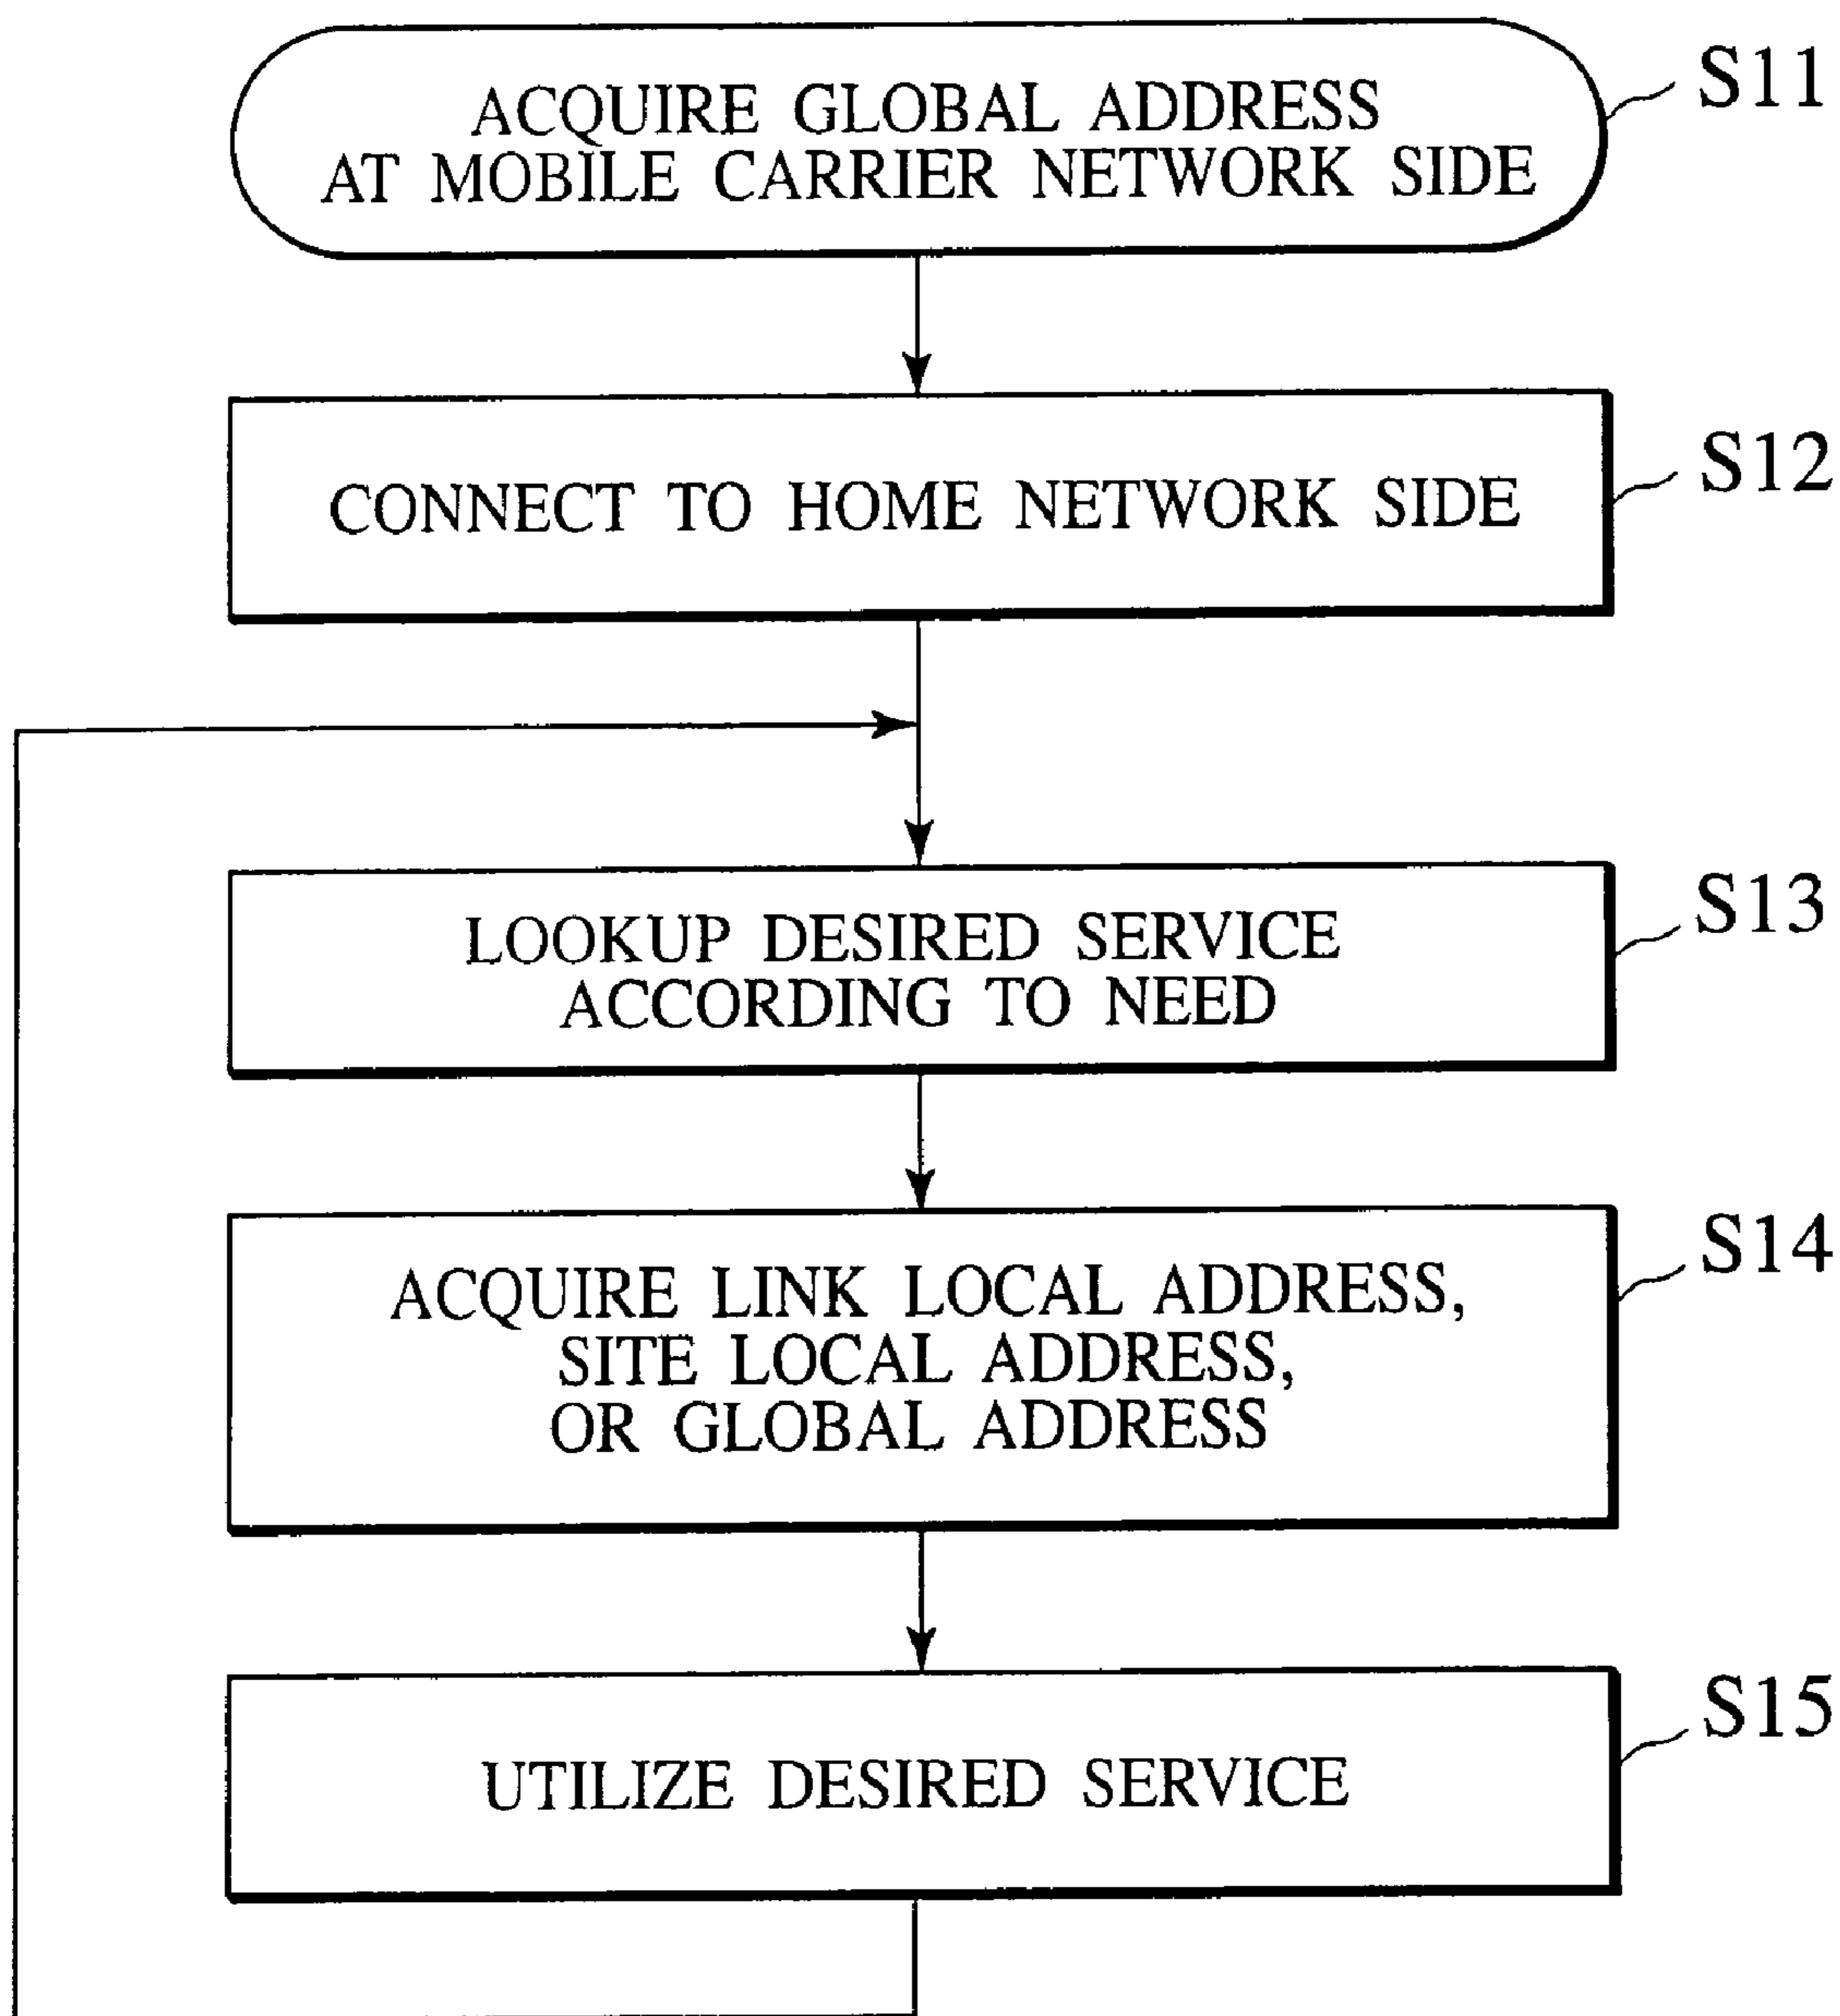 S11
ACQUIRE GLOBAL ADDRESS
AT MOBILE CARRIER NETWORK SIDE
S12
CONNECT TO HOME NETWORK SIDE
S13
LOOKUP DESIRED SERVICE
ACCORDING TO NEED
S14
ACQUIRE LINK LOCAL ADDRESS,
SITE LOCAL ADDRESS,
OR GLOBAL ADDRESS
S15
UTILIZE DESIRED SERVICE